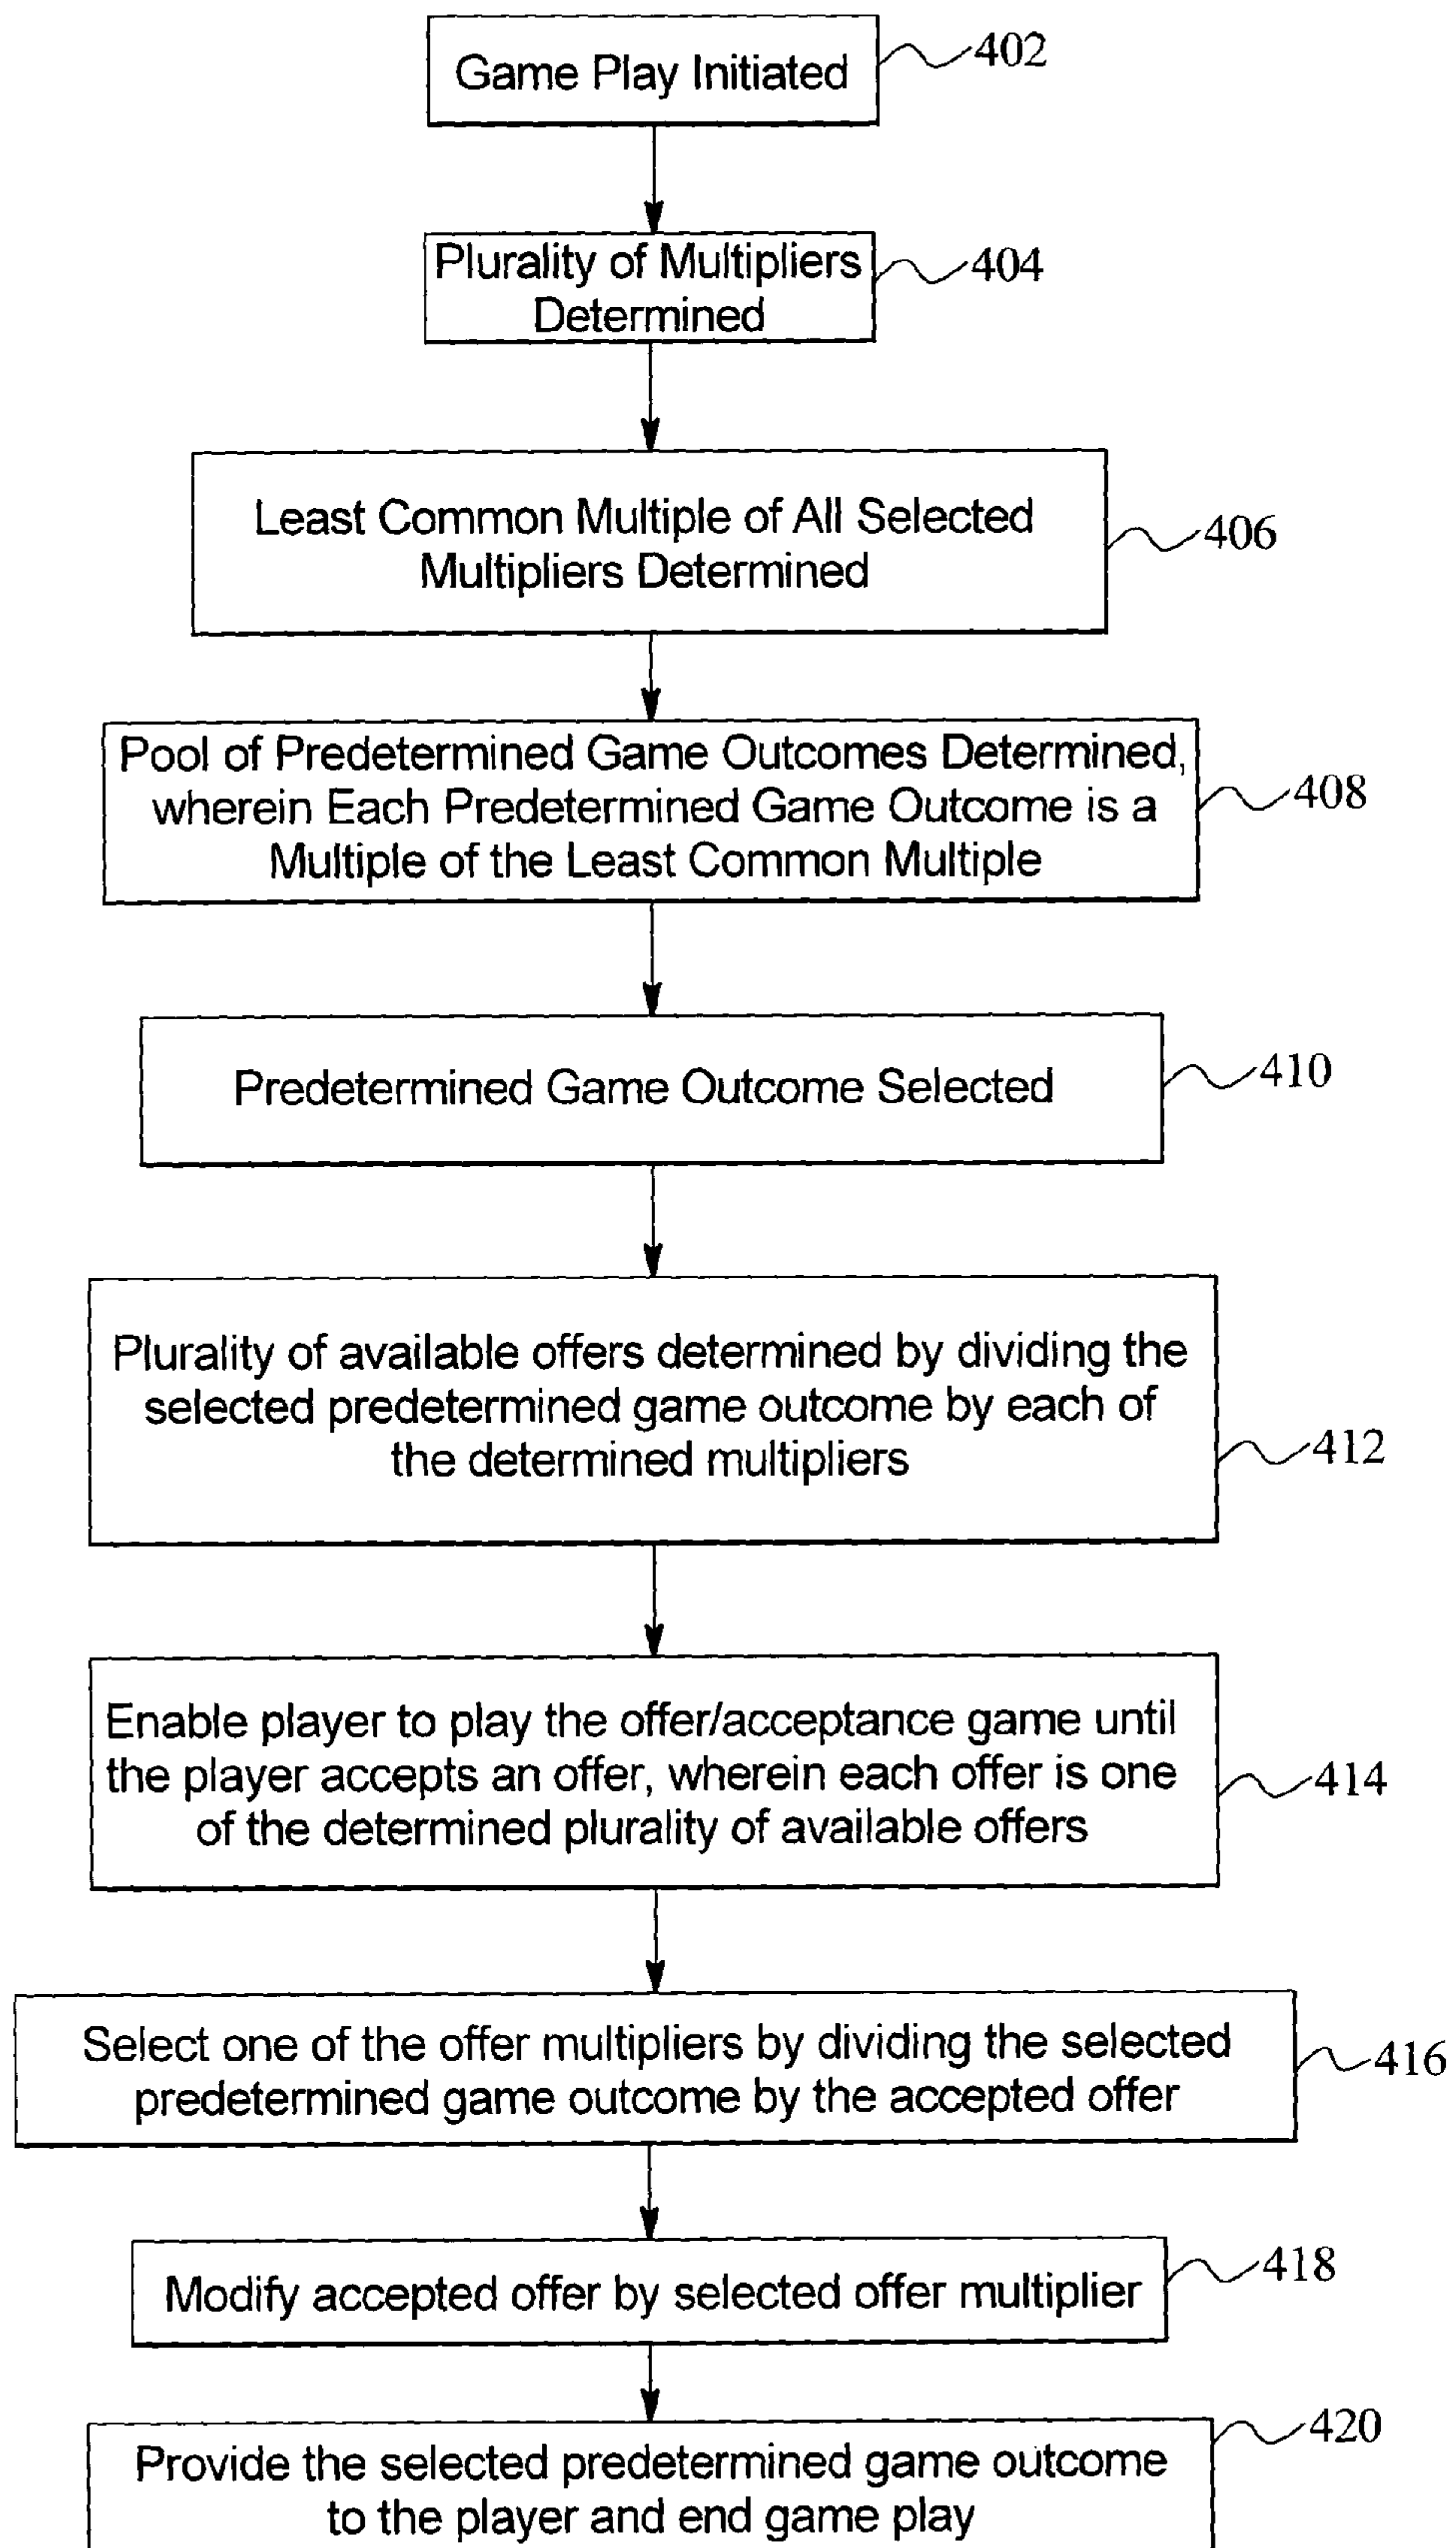 Game Play Initiated
402
Plurality of Multipliers
Determined
404
Least Common Multiple of All Selected
Multipliers Determined
406
Pool of Predetermined Game Outcomes Determined,
wherein Each Predetermined Game Outcome is a
Multiple of the Least Common Multiple
408
Predetermined Game Outcome Selected
410
Plurality of available offers determined by dividing the
selected predetermined game outcome by each of
the determined multipliers
412
Enable player to play the offer/acceptance game until
the player accepts an offer, wherein each offer is one
of the determined plurality of available offers
414
Select one of the offer multipliers by dividing the selected
predetermined game outcome by the accepted offer
416
Modify accepted offer by selected offer multiplier
418
Provide the selected predetermined game outcome
to the player and end game play
420